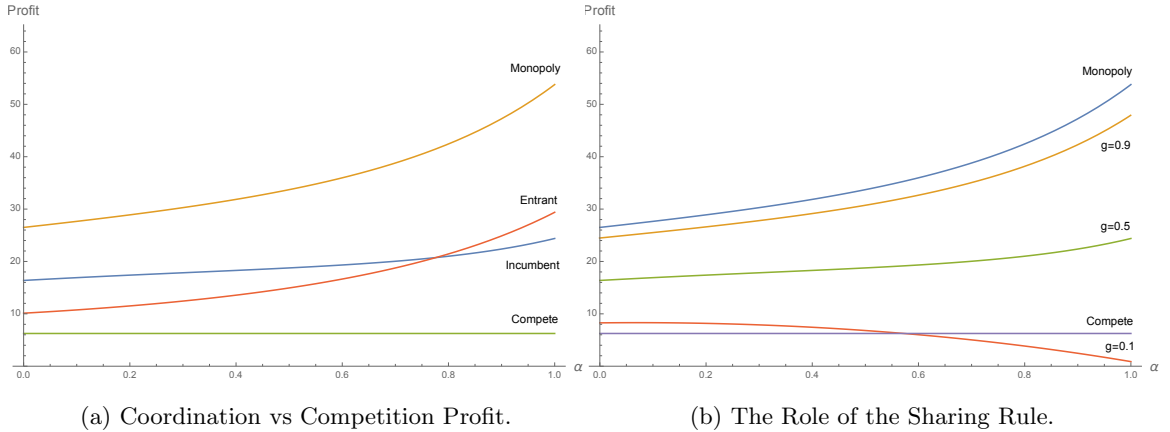 Profit
60
50
40
30
20
10
0.0
0.2
0.4
0.6
0.8
1.0
α
Monopoly
Entrant
Incumbent
Compete
(a) Coordination vs Competition Profit.
Profit
60
50
40
30
20
10
0.0
0.2
0.4
0.6
0.8
1.0
α
Monopoly
g=0.9
g=0.5
Compete
g=0.1
(b) The Role of the Sharing Rule.